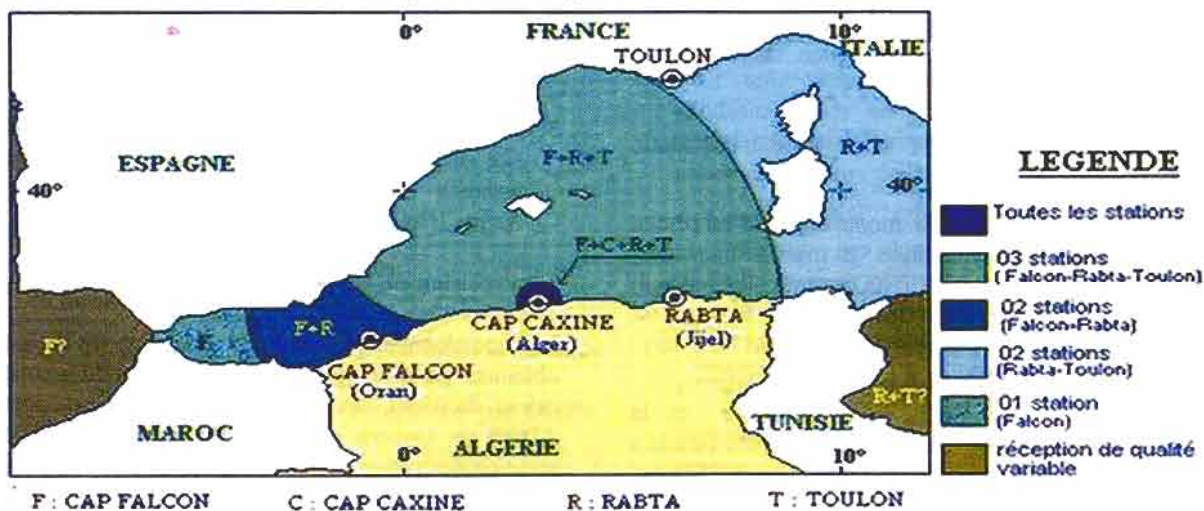 0° FRANCE 10°
ITALIE
TOULON
ESPAGNE
F+R+T
R+T
40° 40°
F+C+R+T
F? F F+R
CAP CAXINE
(Alger)
RABTA
(Jijel)
CAP FALCON
(Oran)
R+T?
MAROC
ALGERIE
TUNISIE
0° 10°
LEGENDE
Toutes les stations
03 stations
(Falcon-Rabta-Toulon)
02 stations
(Falcon-Rabta)
02 stations
(Rabta-Toulon)
01 station
(Falcon)
réception de qualité
variable
F : CAP FALCON C : CAP CAXINE R : RABTA T : TOULON